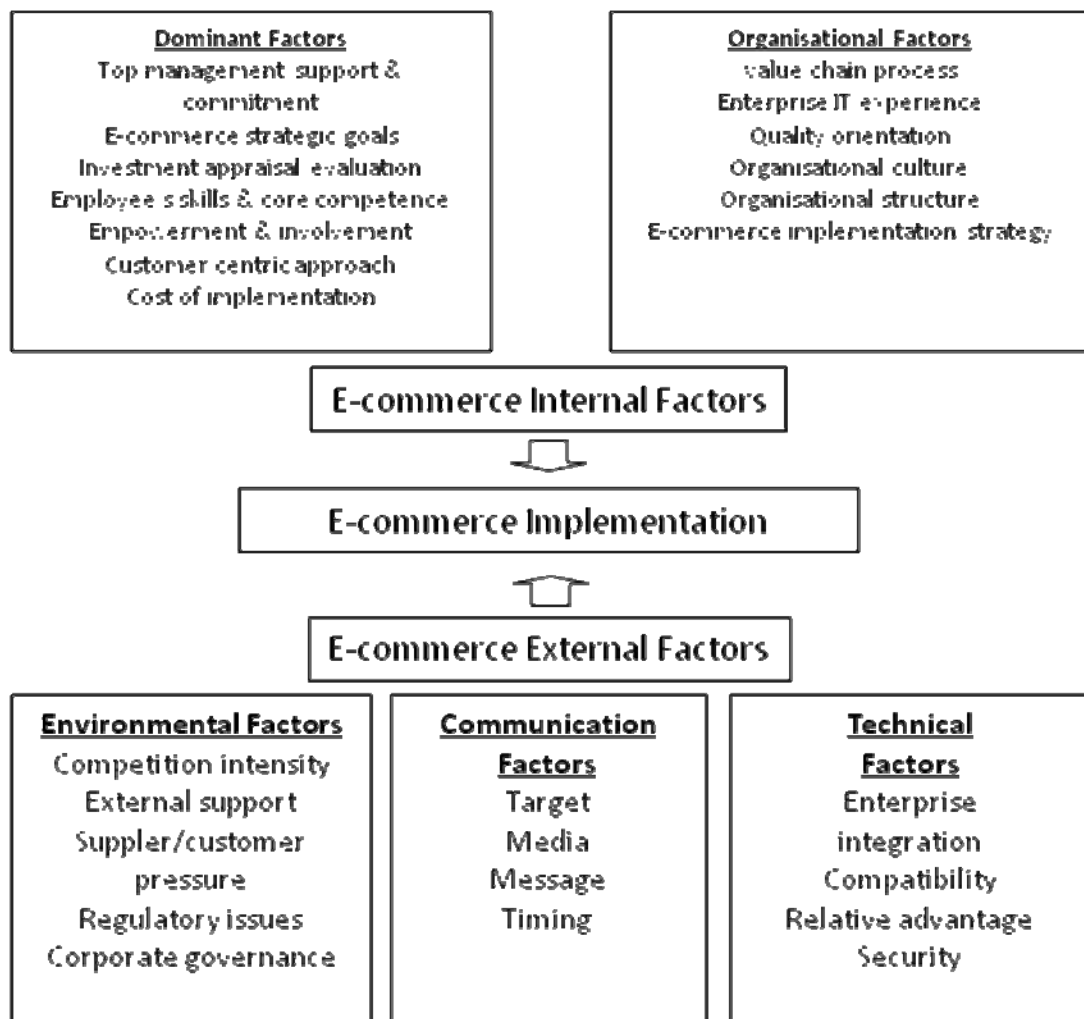 Dominant Factors
Top management support &
commitment
E-commerce strategic goals
Investment appraisal evaluation
Employee s skills & core competence
Empowerment & involvement
Customer centric approach
Cost of implementation
Organisational Factors
value chain process
Enterprise IT experience
Quality orientation
Organisational culture
Organisational structure
E-commerce implementation strategy
E-commerce Internal Factors
E-commerce Implementation
E-commerce External Factors
Environmental Factors
Competition intensity
External support
Suppler/customer
pressure
Regulatory issues
Corporate governance
Communication
Factors
Target
Media
Message
Timing
Technical
Factors
Enterprise
integration
Compatibility
Relative advantage
Security